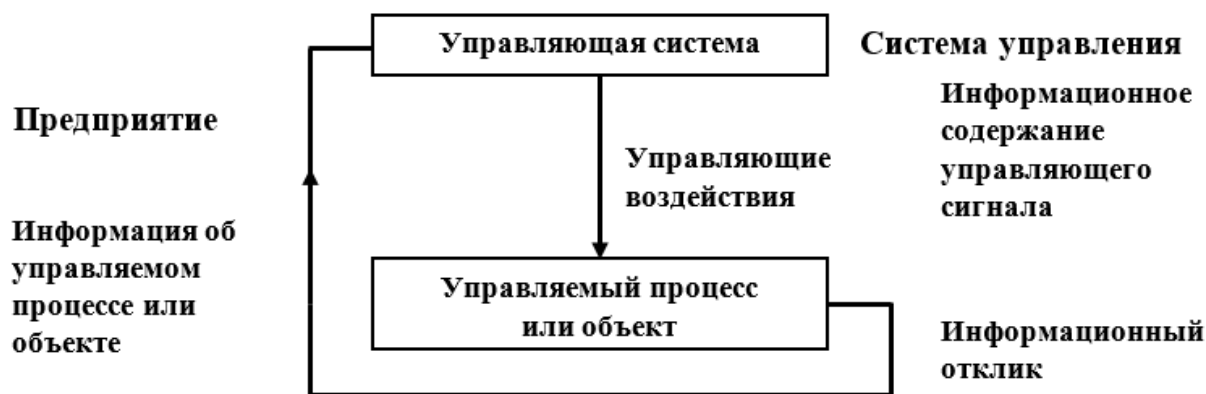 Управляющая система
Система управления
Предприятие
Информационное
содержание
управляющего
сигнала
Управляющие
воздействия
Информация об
управляемом
процессе или
объекте
Управляемый процесс
или объект
Информационный
отклик